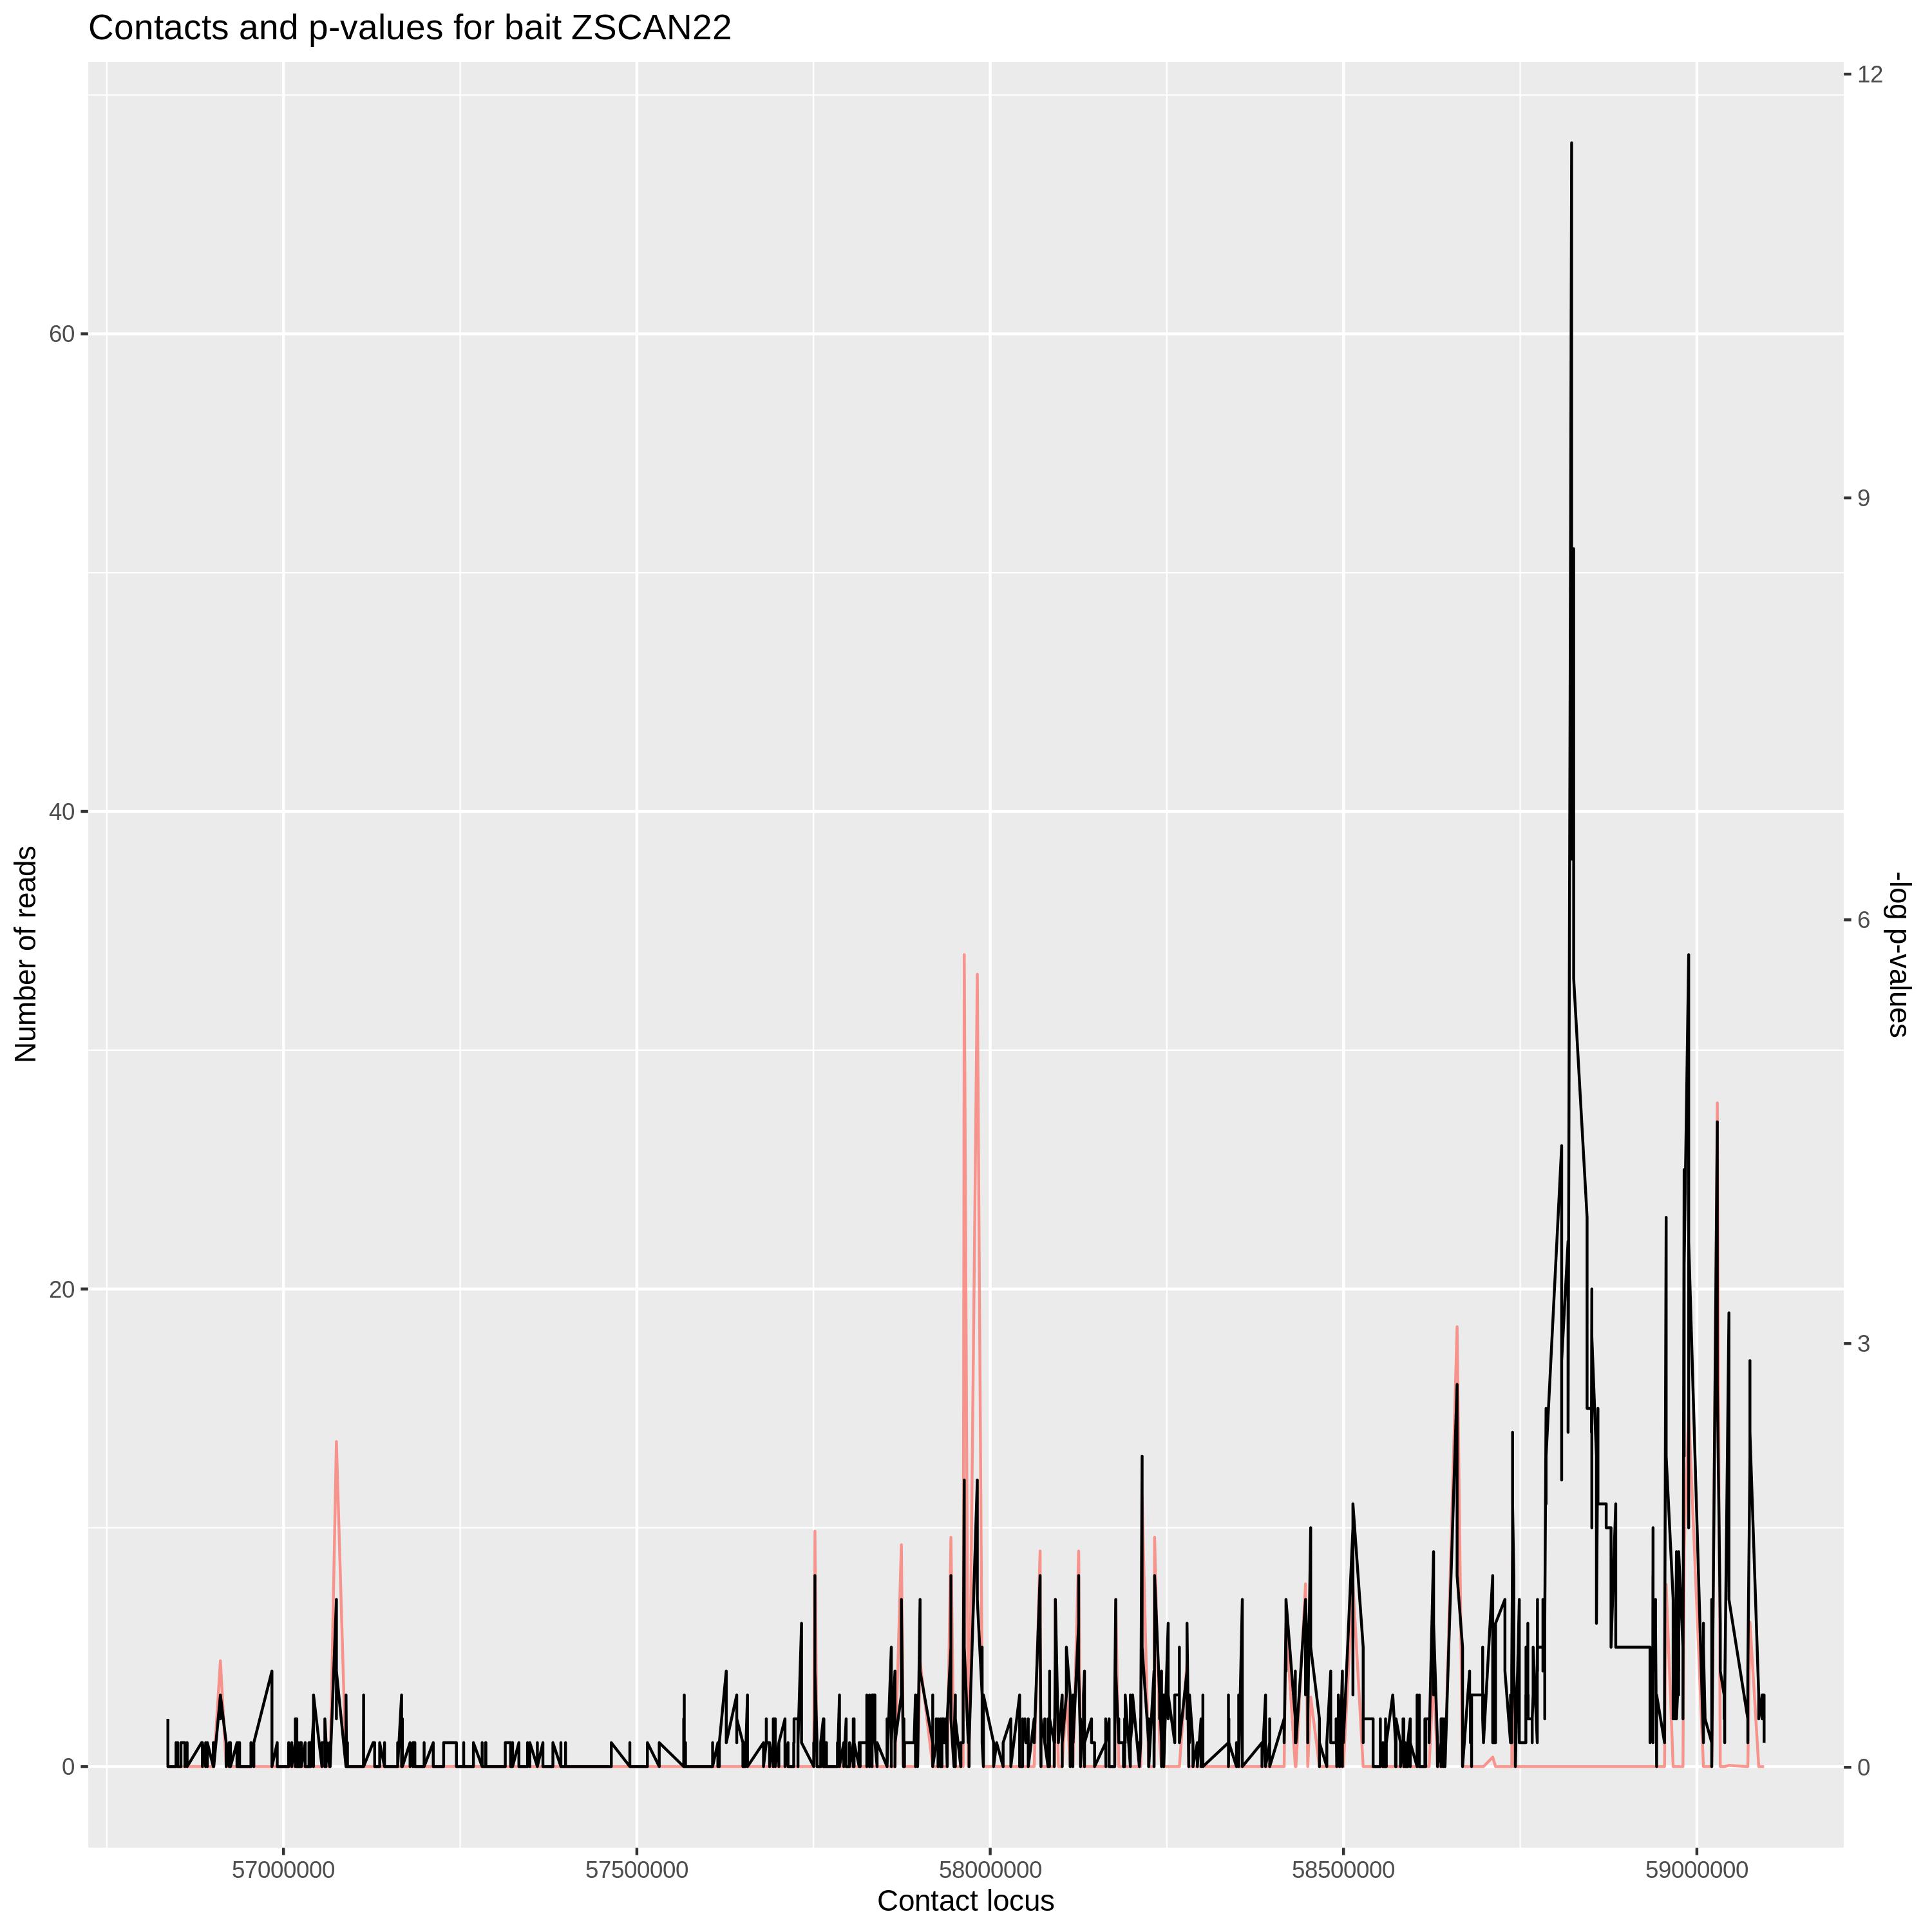 Contacts and p-values for bait ZSCAN22
12
9
6
3
0
60
40
20
0
Number of reads
-log p-values
57000000 57500000 58000000 58500000 59000000
Contact locus